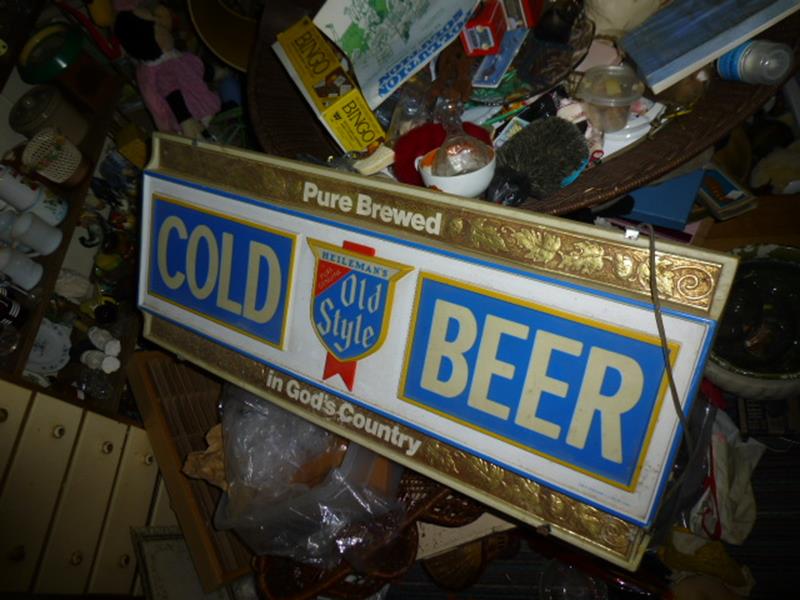 BINGO
BINGO
Pure Brewed
COLD
HEILEMAN'S
Old
Style
BEER
in God's Country